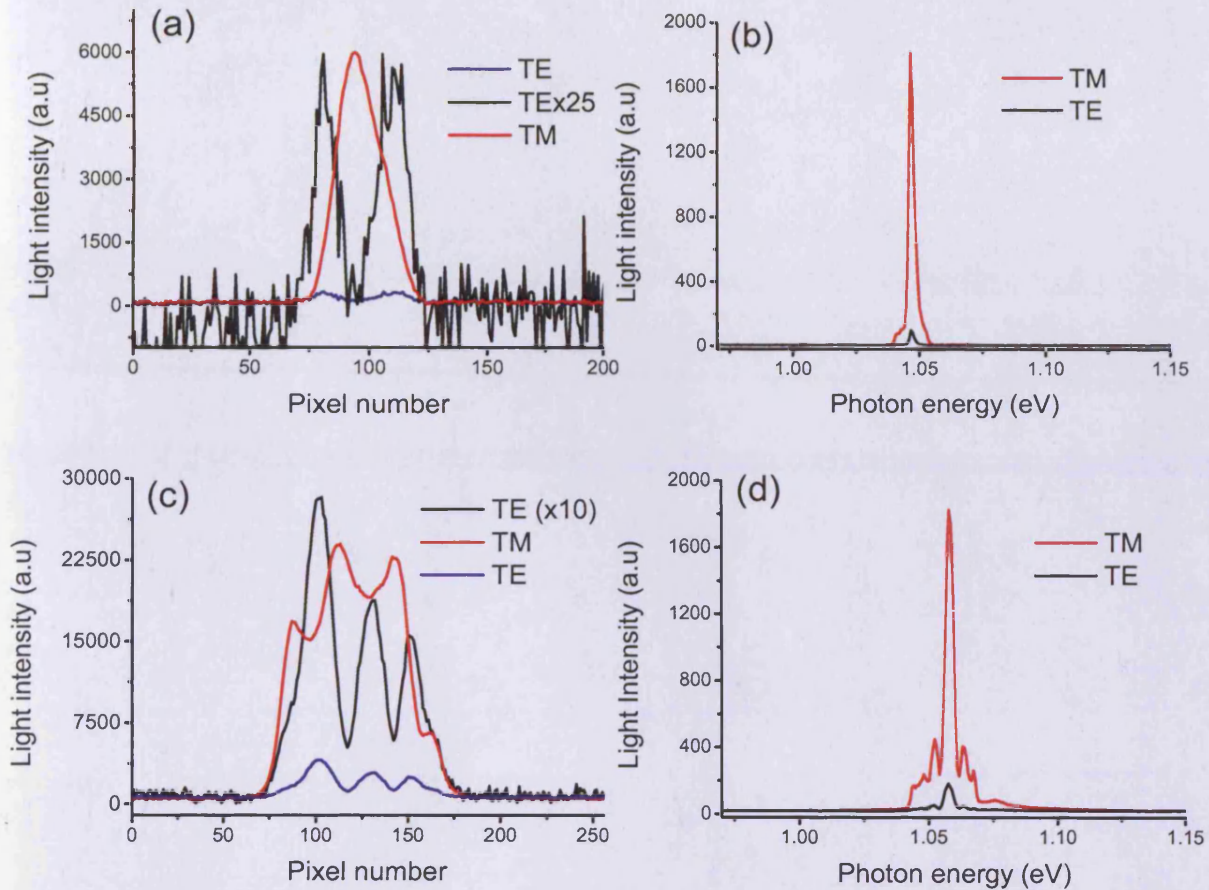 (a)
6000
4500
3000
1500
0
Light intensity (a.u)
TE
TEx25
TM
0
50
100
150
200
Pixel number
(b)
2000
1600
1200
800
400
0
Light intensity (a.u)
TM
TE
1.00
1.05
1.10
1.15
Photon energy (eV)
(c)
30000
22500
15000
7500
0
Light intensity (a.u)
TE (x10)
TM
TE
0
50
100
150
200
250
Pixel number
(d)
2000
1600
1200
800
400
0
Light Intensity (a.u)
TM
TE
1.00
1.05
1.10
1.15
Photon energy (eV)